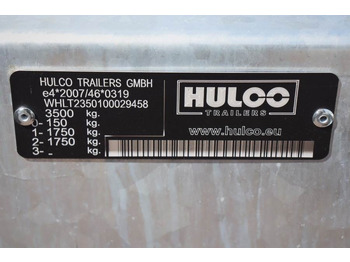 HULCO TRAILERS GMBH
e4*2007/46*0319
WHLT2350100029458
3500 kg.
0- 150 kg.
1- 1750 kg.
2- 1750 kg.
3- -
HULCO
TRAILERS
www.hulco.eu